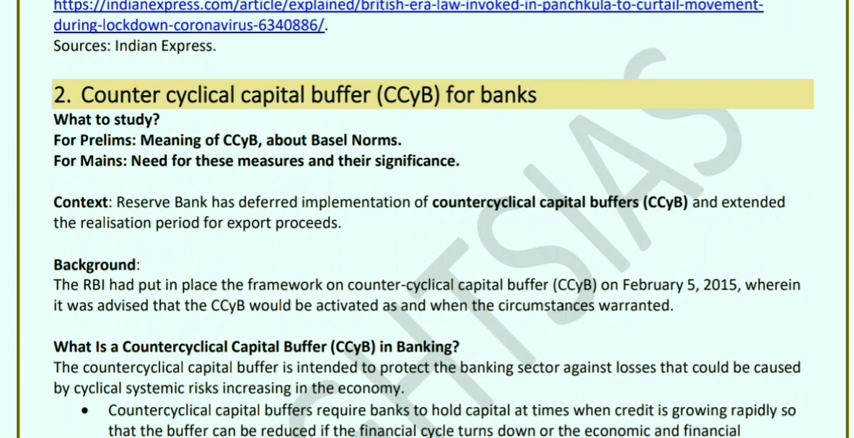 https://indianexpress.com/article/explained/british-era-law-invoked-in-panchkula-to-curtail-movement-
during-lockdown-coronavirus-6340886/.
Sources: Indian Express.
2. Counter cyclical capital buffer (CCyB) for banks
What to study?
For Prelims: Meaning of CCyB, about Basel Norms.
For Mains: Need for these measures and their significance.
Context: Reserve Bank has deferred implementation of countercyclical capital buffers (CCyB) and extended
the realisation period for export proceeds.
Background:
The RBI had put in place the framework on counter-cyclical capital buffer (CCyB) on February 5, 2015, wherein
it was advised that the CCyB would be activated as and when the circumstances warranted.
What Is a Countercyclical Capital Buffer (CCyB) in Banking?
The countercyclical capital buffer is intended to protect the banking sector against losses that could be caused
by cyclical systemic risks increasing in the economy.
• Countercyclical capital buffers require banks to hold capital at times when credit is growing rapidly so
that the buffer can be reduced if the financial cycle turns down or the economic and financial
GHTSIAS